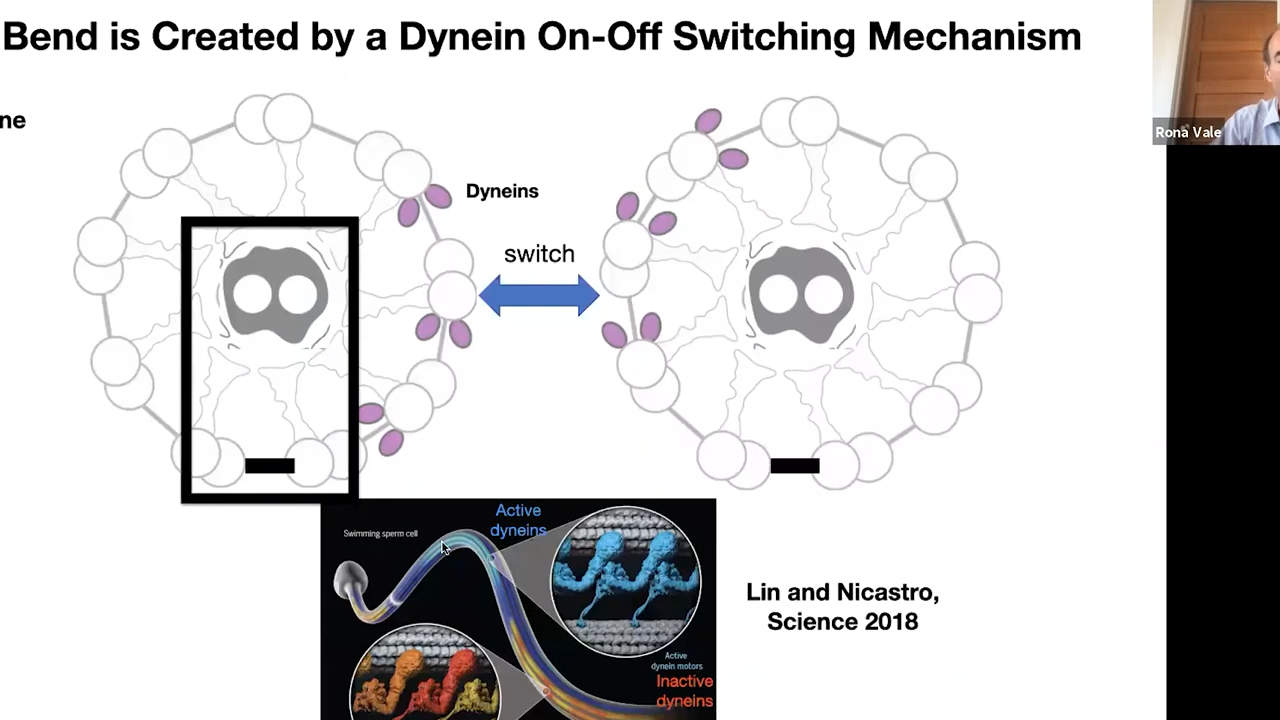 Bend is Created by a Dynein On-Off Switching Mechanism
ne
Rona Vale
Dyneins
switch
Active
dyneins
Swimming sperm cell
Lin and Nicastro,
Science 2018
Active
dynein motors
Inactive
dyneins